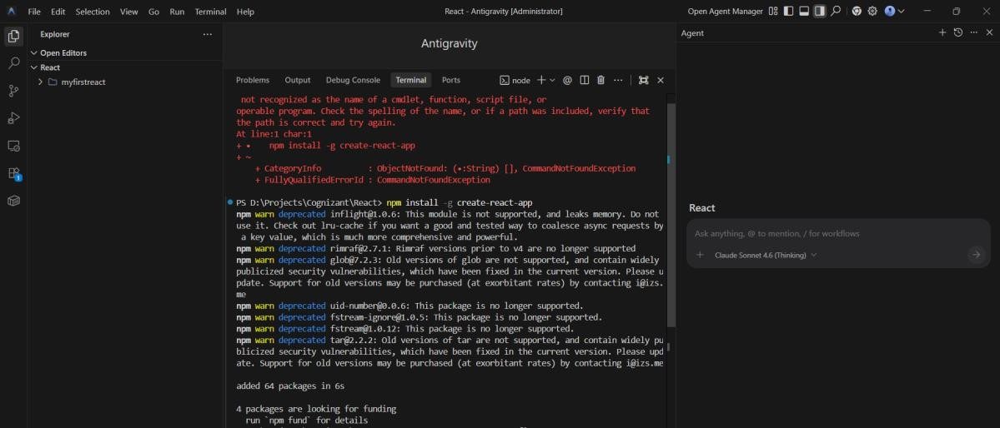 File Edit Selection View Go Run Terminal Help
React - Antigravity [Administrator]
Open Agent Manager
Explorer
Open Editors
React
myfirstreact
1
Antigravity
Problems Output Debug Console Terminal Ports
node
not recognized as the name of a cmdlet, function, script file, or
operable program. Check the spelling of the name, or if a path was included, verify that
the path is correct and try again.
At line:1 char:1
+ •    npm install -g create-react-app
+ ~
+ CategoryInfo          : ObjectNotFound: (•:String) [], CommandNotFoundException
+ FullyQualifiedErrorId : CommandNotFoundException
PS D:\Projects\Cognizant\React> npm install -g create-react-app
npm warn deprecated inflight@1.0.6: This module is not supported, and leaks memory. Do not
use it. Check out lru-cache if you want a good and tested way to coalesce async requests by
a key value, which is much more comprehensive and powerful.
npm warn deprecated rimraf@2.7.1: Rimraf versions prior to v4 are no longer supported
npm warn deprecated glob@7.2.3: Old versions of glob are not supported, and contain widely
publicized security vulnerabilities, which have been fixed in the current version. Please u
pdate. Support for old versions may be purchased (at exorbitant rates) by contacting i@izs.
me
npm warn deprecated uid-number@0.0.6: This package is no longer supported.
npm warn deprecated fstream-ignore@1.0.5: This package is no longer supported.
npm warn deprecated fstream@1.0.12: This package is no longer supported.
npm warn deprecated tar@2.2.2: Old versions of tar are not supported, and contain widely pu
blicized security vulnerabilities, which have been fixed in the current version. Please upd
ate. Support for old versions may be purchased (at exorbitant rates) by contacting i@izs.me
added 64 packages in 6s
4 packages are looking for funding
run `npm fund` for details
Agent
React
Ask anything, @ to mention, / for workflows
Claude Sonnet 4.6 (Thinking)